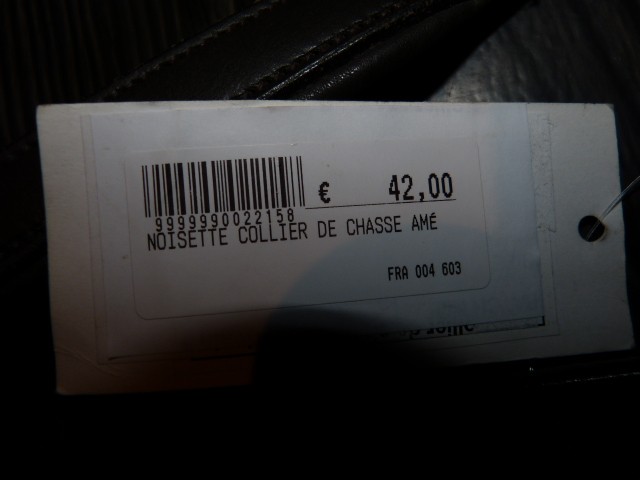 € 42,00
9999990022158
NOISETTE COLLIER DE CHASSE AMÉ
FRA 004 603